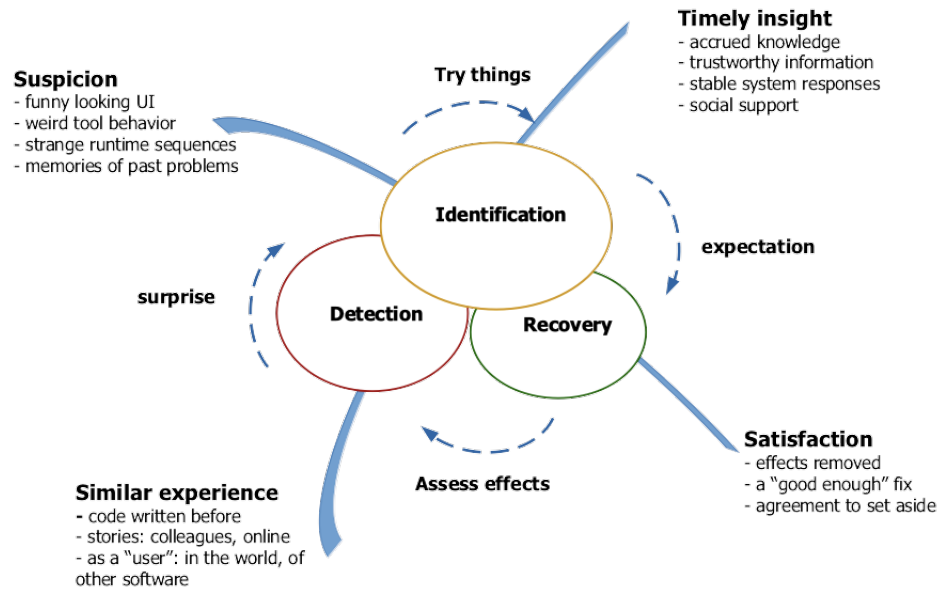 Timely insight
- accrued knowledge
- trustworthy information
- stable system responses
- social support
Suspicion
- funny looking UI
- weird tool behavior
- strange runtime sequences
- memories of past problems
Try things
Identification
expectation
surprise
Detection
Recovery
Assess effects
Satisfaction
- effects removed
- a “good enough” fix
- agreement to set aside
Similar experience
- code written before
- stories: colleagues, online
- as a “user”: in the world, of
other software